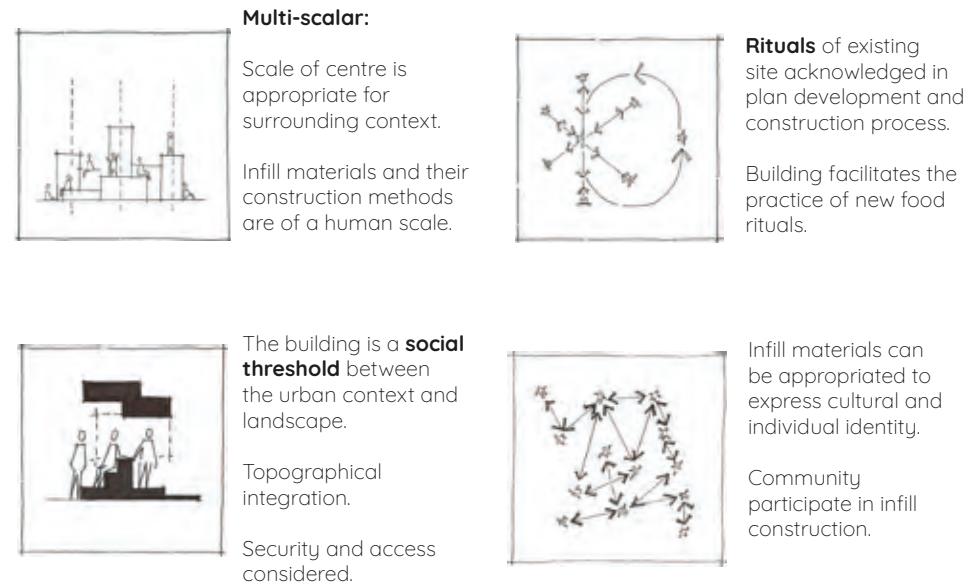 Multi-scalar:
Scale of centre is
appropriate for
surrounding context.
Infill materials and their
construction methods
are of a human scale.
Rituals of existing
site acknowledged in
plan development and
construction process.
Building facilitates the
practice of new food
rituals.
The building is a social
threshold between
the urban context and
landscape.
Topographical
integration.
Security and access
considered.
Infill materials can
be appropriated to
express cultural and
individual identity.
Community
participate in infill
construction.